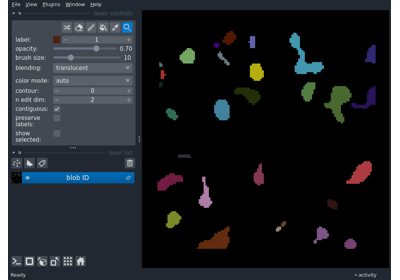 File View Plugins Window Help
layer controls
label: 1
opacity: 0.70
brush size: 10
blending: translucent
color mode: auto
contour: 0
n edit dim: 2
contiguous:
preserve
labels:
show
selected:
layer list
blob ID
Ready
activity